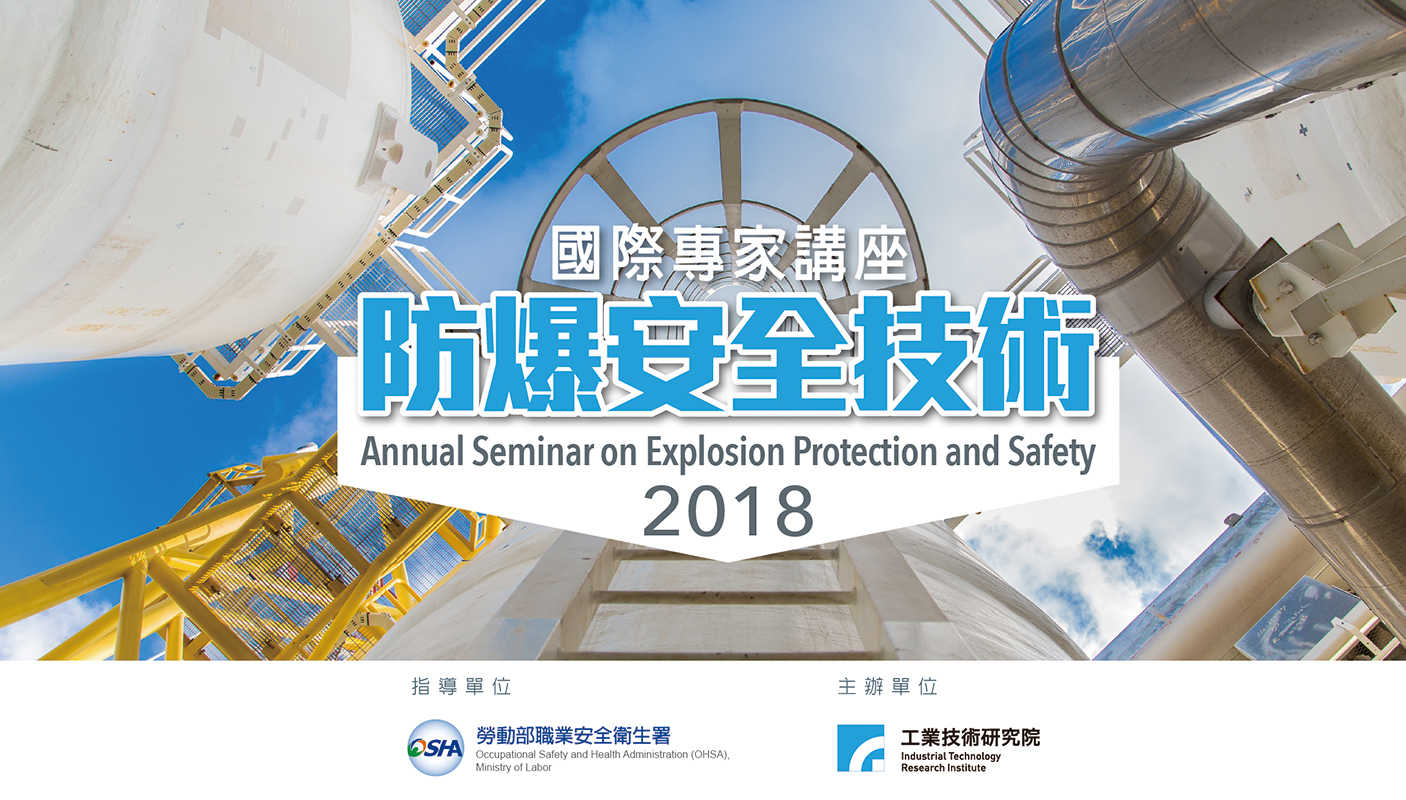 國際專家講座
防爆安全技術
Annual Seminar on Explosion Protection and Safety
2018
指導單位
OSHA
勞動部職業安全衛生署
Occupational Safety and Health Administration (OHSA),
Ministry of Labor
主辦單位
工業技術研究院
Industrial Technology
Research Institute